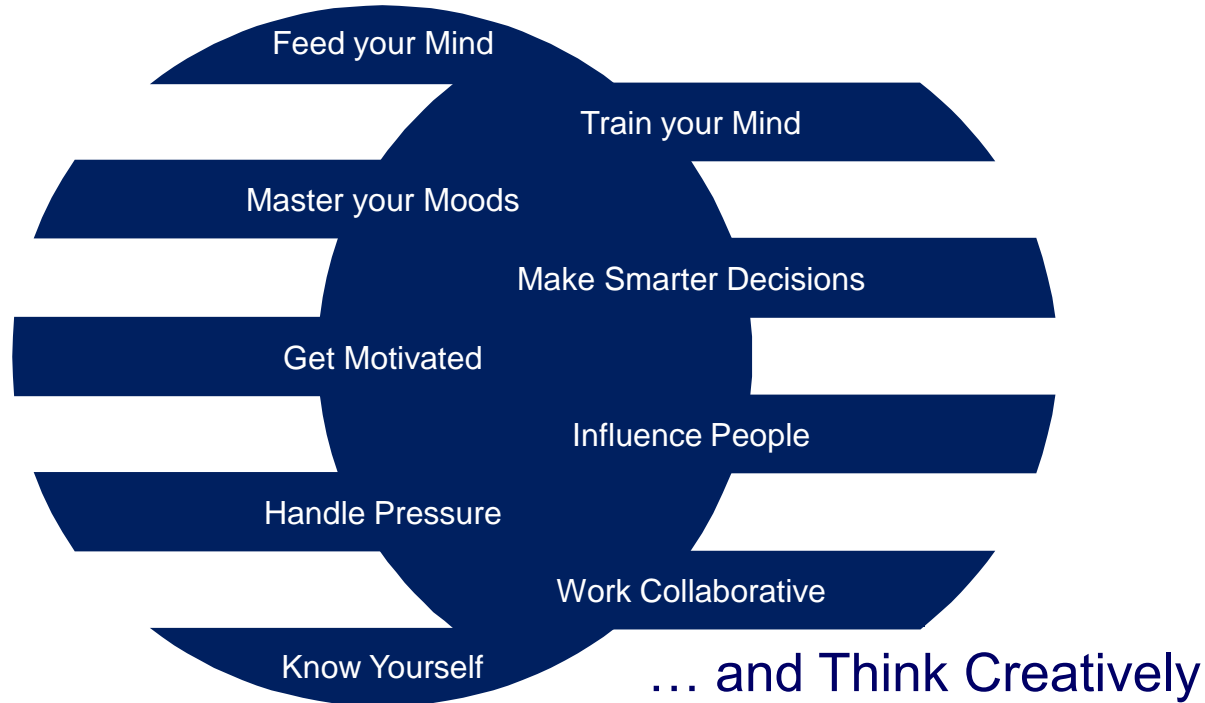 Feed your Mind
Train your Mind
Master your Moods
Make Smarter Decisions
Get Motivated
Influence People
Handle Pressure
Work Collaborative
Know Yourself
… and Think Creatively